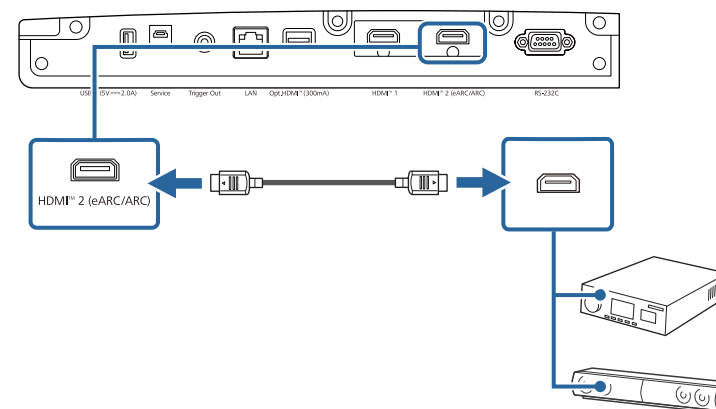 USB (5V⎓2.0A) Service Trigger Out LAN Opt.HDMI™(300mA) HDMI™ 1 HDMI™ 2 (eARC/ARC) RS-232C
HDMI™ 2 (eARC/ARC)